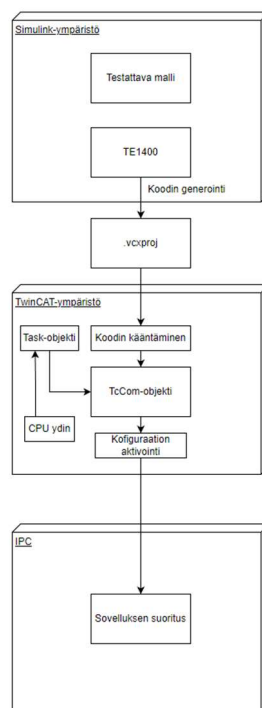 Simulink-ympäristö
Testattava malli
TE1400
Koodin generointi
.vcxproj
TwinCAT-ympäristö
Task-objekti
Koodin kääntäminen
TcCom-objekti
CPU ydin
Kofiguraation
aktivointi
IPC
Sovelluksen suoritus